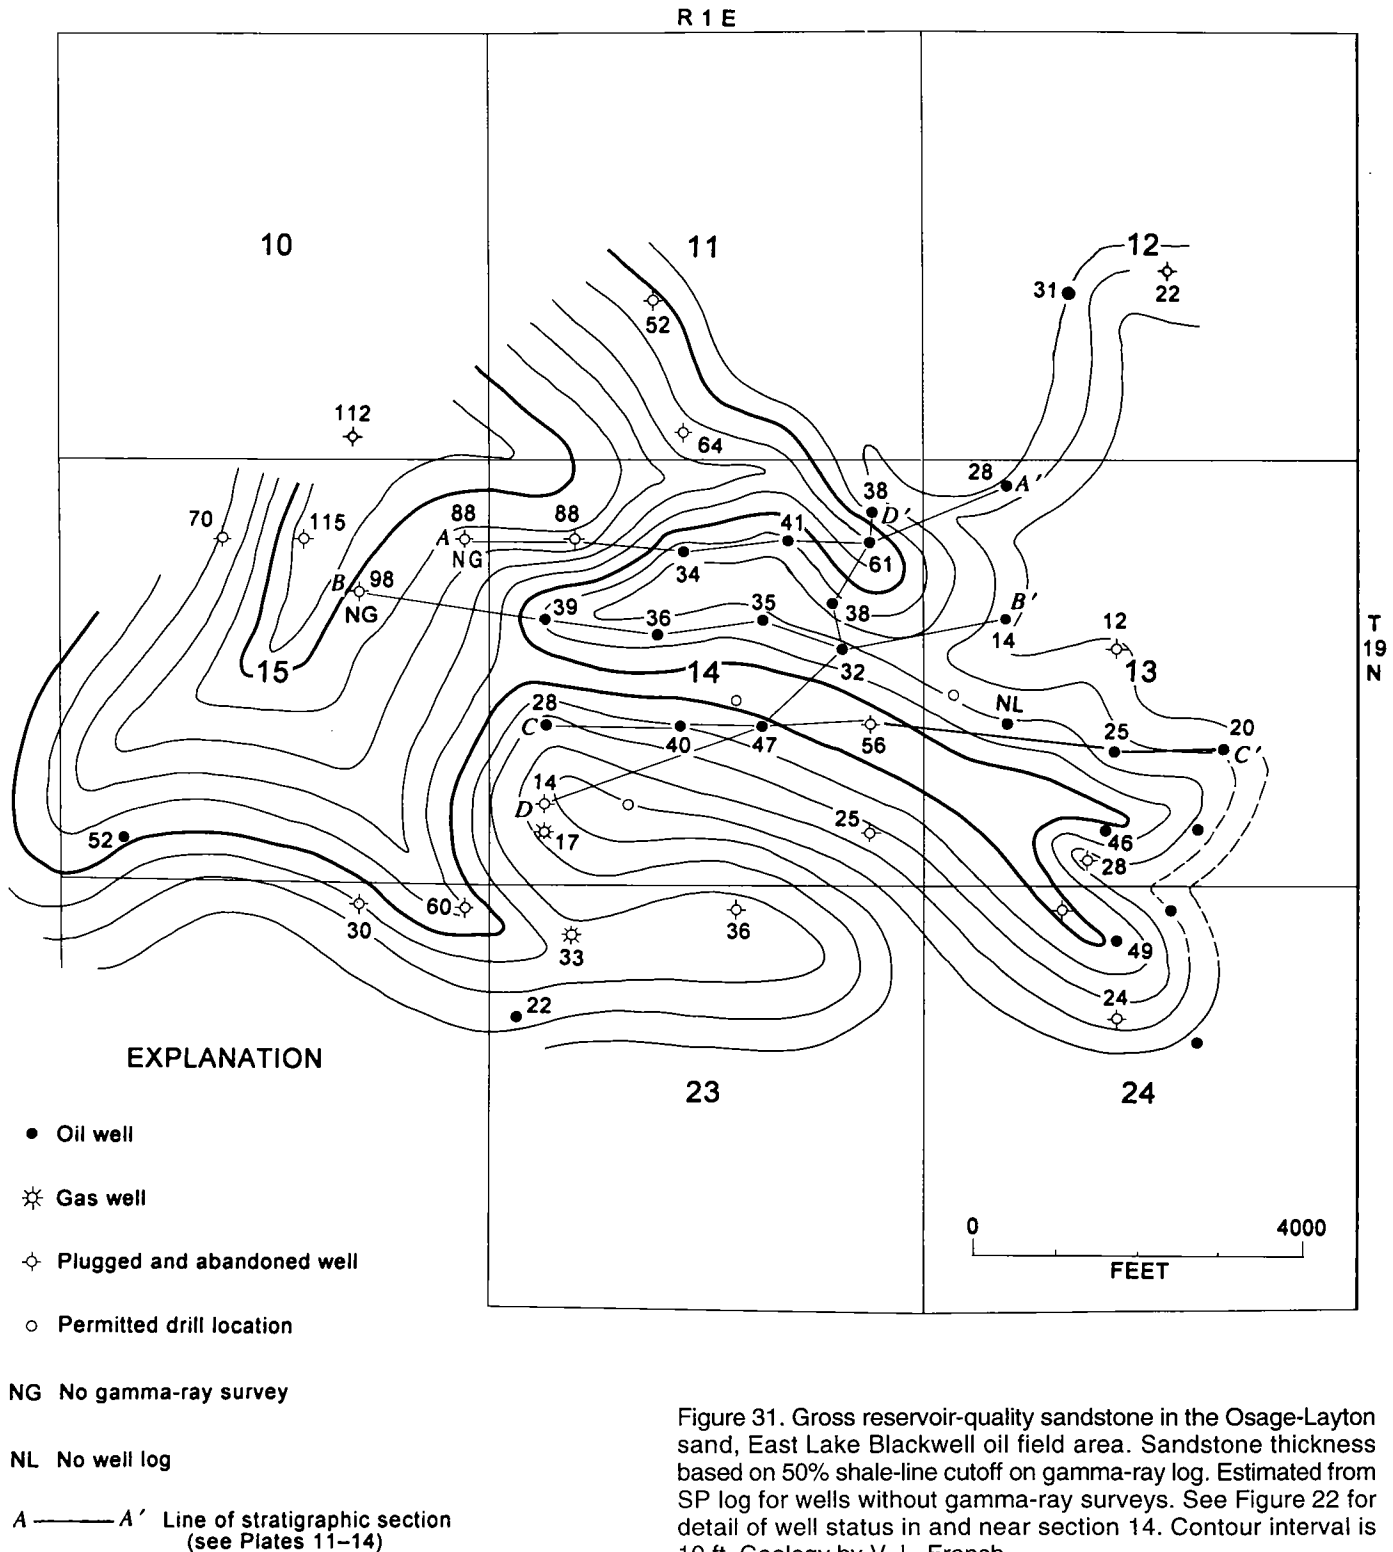 R 1 E
10
11
12
31
22
52
112
64
28
A'
70
115
88
88
38
D'
A
NG
41
61
34
B
98
NG
39
36
35
38
B'
14
12
T
19
N
15
14
32
13
28
C
40
47
56
NL
25
20
C'
14
D
17
25
46
28
52
60
30
33
36
49
22
24
EXPLANATION
23
24
Oil well
Gas well
Plugged and abandoned well
Permitted drill location
NG No gamma-ray survey
NL No well log
A A' Line of stratigraphic section
(see Plates 11–14)
0 4000
FEET
Figure 31. Gross reservoir-quality sandstone in the Osage-Layton
sand, East Lake Blackwell oil field area. Sandstone thickness
based on 50% shale-line cutoff on gamma-ray log. Estimated from
SP log for wells without gamma-ray surveys. See Figure 22 for
detail of well status in and near section 14. Contour interval is